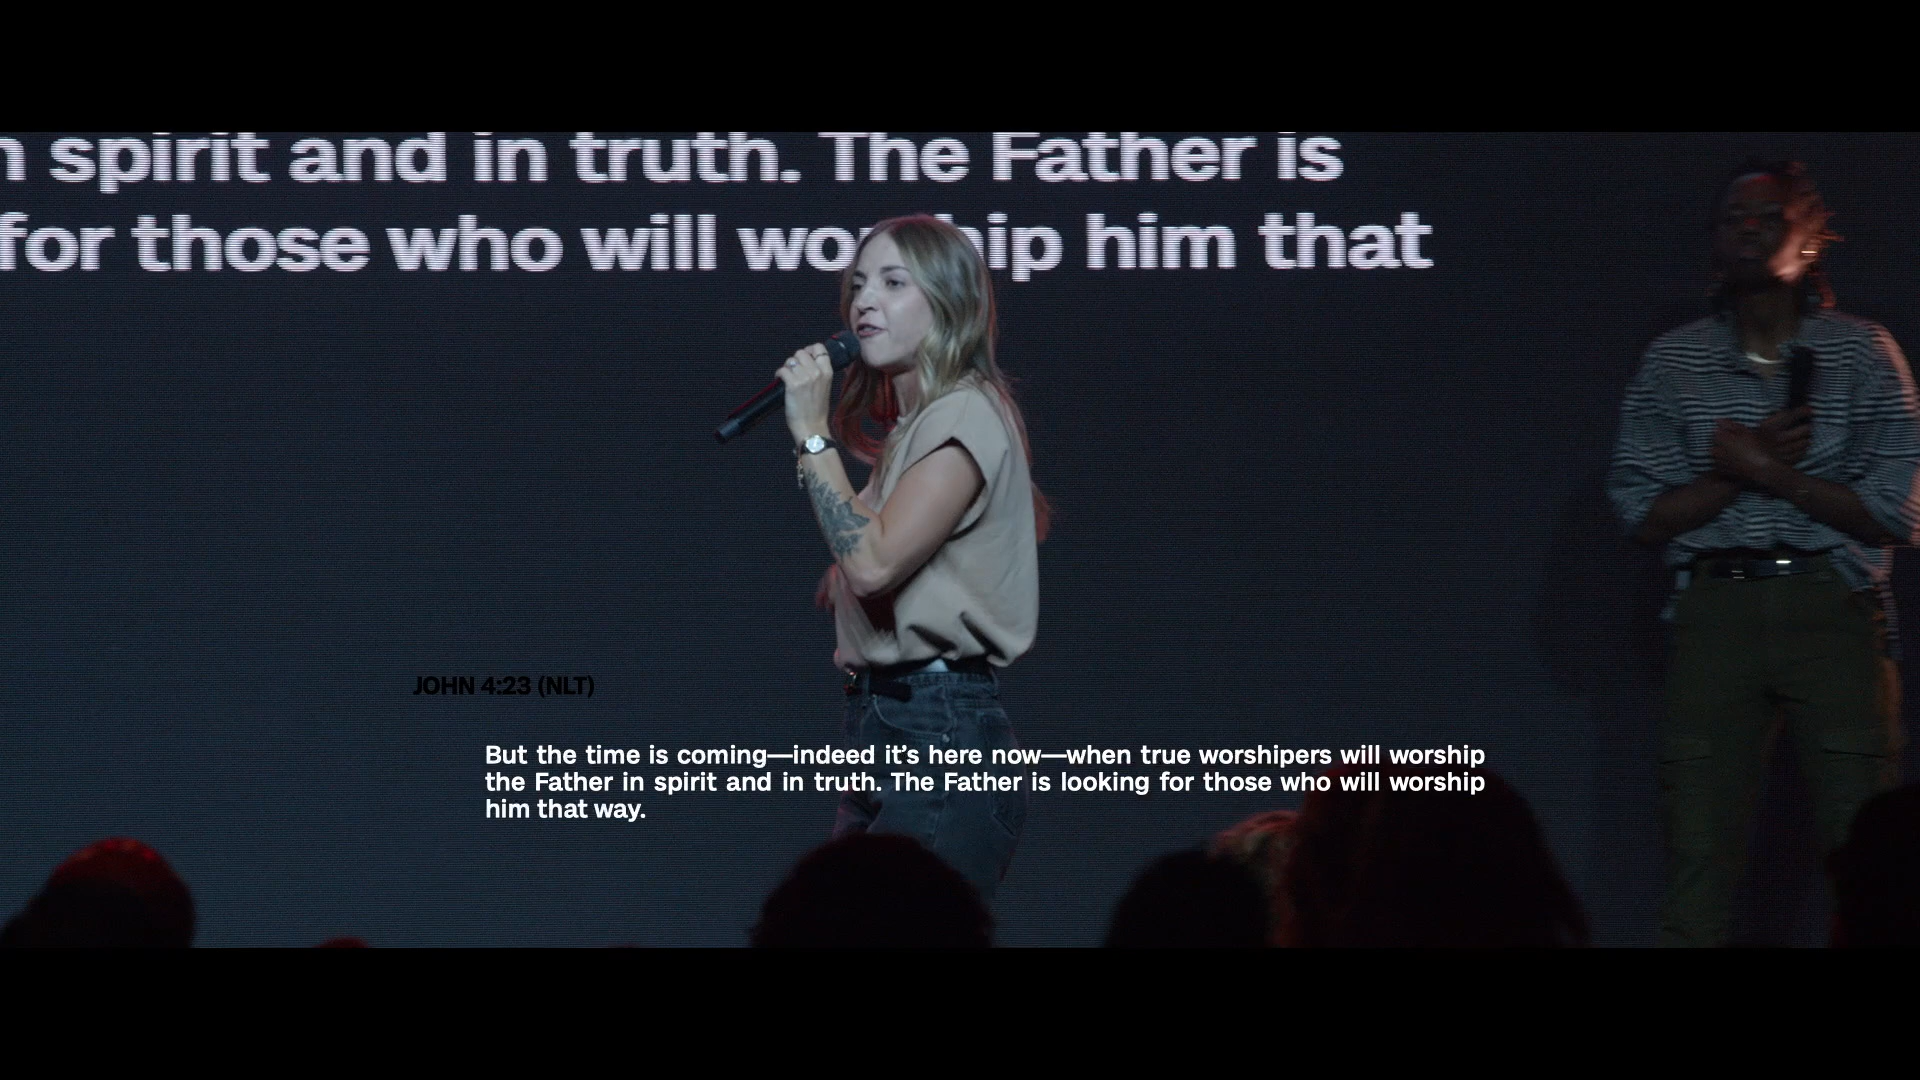 n spirit and in truth. The Father is
for those who will worship him that
JOHN 4:23 (NLT)
But the time is coming—indeed it’s here now—when true worshipers will worship
the Father in spirit and in truth. The Father is looking for those who will worship
him that way.